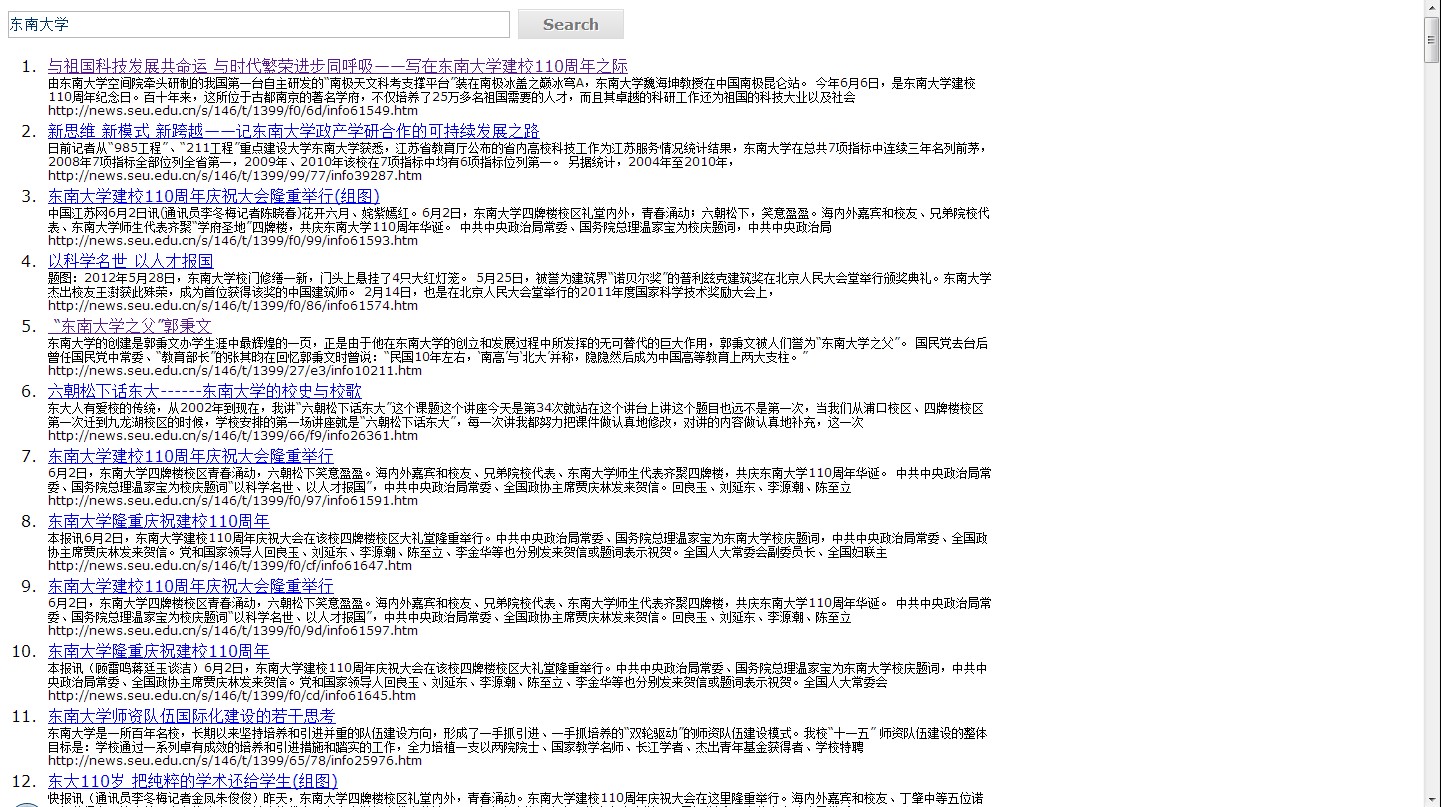 东南大学
Search
1. 与祖国科技发展共命运 与时代繁荣进步同呼吸——写在东南大学建校110周年之际
由东南大学空间院牵头研制的我国第一台自主研发的“南极天文科考支撑平台”装在南极冰盖之巅冰穹A，东南大学魏海坤教授在中国南极昆仑站。 今年6月6日，是东南大学建校
110周年纪念日。百十年来，这所位于古都南京的著名学府，不仅培养了25万多名祖国需要的人才，而且其卓越的科研工作还为祖国的科技大业以及社会
http://news.seu.edu.cn/s/146/t/1399/f0/6d/info61549.htm
2. 新思维 新模式 新跨越——记东南大学政产学研合作的可持续发展之路
日前记者从“985工程”、“211工程”重点建设大学东南大学获悉，江苏省教育厅公布的省内高校科技工作为江苏服务情况统计结果，东南大学在总共7项指标中连续三年名列前茅，
2008年7项指标全部位列全省第一，2009年、2010年该校在7项指标中均有6项指标位列第一。 另据统计，2004年至2010年，
http://news.seu.edu.cn/s/146/t/1399/99/77/info39287.htm
3. 东南大学建校110周年庆祝大会隆重举行(组图)
中国江苏网6月2日讯(通讯员李冬梅记者陈晓春)花开六月、姹紫嫣红。6月2日，东南大学四牌楼校区礼堂内外，青春涌动；六朝松下，笑意盈盈。海内外嘉宾和校友、兄弟院校代
表、东南大学师生代表齐聚“学府圣地”四牌楼，共庆东南大学110周年华诞。 中共中央政治局常委、国务院总理温家宝为校庆题词，中共中央政治局
http://news.seu.edu.cn/s/146/t/1399/f0/99/info61593.htm
4. 以科学名世 以人才报国
题图：2012年5月28日，东南大学校门修缮一新，门头上悬挂了4只大红灯笼。 5月25日，被誉为建筑界“诺贝尔奖”的普利兹克建筑奖在北京人民大会堂举行颁奖典礼。东南大学
杰出校友王澍获此殊荣，成为首位获得该奖的中国建筑师。 2月14日，也是在北京人民大会堂举行的2011年度国家科学技术奖励大会上，
http://news.seu.edu.cn/s/146/t/1399/f0/86/info61574.htm
5. “东南大学之父”郭秉文
东南大学的创建是郭秉文办学生涯中最辉煌的一页，正是由于他在东南大学的创立和发展过程中所发挥的无可替代的巨大作用，郭秉文被人们誉为“东南大学之父”。 国民党去台后
曾任国民党中常委、“教育部长”的张其昀在回忆郭秉文时曾说：“民国10年左右，‘南高’与‘北大’并称，隐隐然后成为中国高等教育上两大支柱。”
http://news.seu.edu.cn/s/146/t/1399/27/e3/info10211.htm
6. 六朝松下话东大------东南大学的校史与校歌
东大人有爱校的传统，从2002年到现在，我讲“六朝松下话东大”这个课题这个讲座今天是第34次就站在这个讲台上讲这个题目也远不是第一次，当我们从浦口校区、四牌楼校区
第一次迁到九龙湖校区的时候，学校安排的第一场讲座就是“六朝松下话东大”，每一次讲我都努力把课件做认真地修改，对讲的内容做认真地补充，这一次
http://news.seu.edu.cn/s/146/t/1399/66/f9/info26361.htm
7. 东南大学建校110周年庆祝大会隆重举行
6月2日，东南大学四牌楼校区青春涌动，六朝松下笑意盈盈。海内外嘉宾和校友、兄弟院校代表、东南大学师生代表齐聚四牌楼，共庆东南大学110周年华诞。 中共中央政治局常
委、国务院总理温家宝为校庆题词“以科学名世、以人才报国”，中共中央政治局常委、全国政协主席贾庆林发来贺信。回良玉、刘延东、李源潮、陈至立
http://news.seu.edu.cn/s/146/t/1399/f0/97/info61591.htm
8. 东南大学隆重庆祝建校110周年
本报讯6月2日，东南大学建校110周年庆祝大会在该校四牌楼校区大礼堂隆重举行。中共中央政治局常委、国务院总理温家宝为东南大学校庆题词，中共中央政治局常委、全国政
协主席贾庆林发来贺信。党和国家领导人回良玉、刘延东、李源潮、陈至立、李金华等也分别发来贺信或题词表示祝贺。全国人大常委会副委员长、全国妇联主
http://news.seu.edu.cn/s/146/t/1399/f0/cf/info61647.htm
9. 东南大学建校110周年庆祝大会隆重举行
6月2日，东南大学四牌楼校区青春涌动，六朝松下笑意盈盈。海内外嘉宾和校友、兄弟院校代表、东南大学师生代表齐聚四牌楼，共庆东南大学110周年华诞。 中共中央政治局常
委、国务院总理温家宝为校庆题词“以科学名世、以人才报国”，中共中央政治局常委、全国政协主席贾庆林发来贺信。回良玉、刘延东、李源潮、陈至立
http://news.seu.edu.cn/s/146/t/1399/f0/9d/info61597.htm
10. 东南大学隆重庆祝建校110周年
本报讯（顾雷鸣蒋廷玉谈洁）6月2日，东南大学建校110周年庆祝大会在该校四牌楼校区大礼堂隆重举行。中共中央政治局常委、国务院总理温家宝为东南大学校庆题词，中共中
央政治局常委、全国政协主席贾庆林发来贺信。党和国家领导人回良玉、刘延东、李源潮、陈至立、李金华等也分别发来贺信或题词表示祝贺。全国人大常委会
http://news.seu.edu.cn/s/146/t/1399/f0/cd/info61645.htm
11. 东南大学师资队伍国际化建设的若干思考
东南大学是一所百年名校，长期以来坚持培养和引进并重的队伍建设方向，形成了一手抓引进、一手抓培养的“双轮驱动”的师资队伍建设模式。我校“十一五” 师资队伍建设的整体
目标是：学校通过一系列卓有成效的培养和引进措施和踏实的工作，全力培植一支以两院院士、国家教学名师、长江学者、杰出青年基金获得者、学校特聘
http://news.seu.edu.cn/s/146/t/1399/65/78/info25976.htm
12. 东大110岁 把纯粹的学术还给学生(组图)
快报讯（通讯员李冬梅记者金凤朱俊俊）昨天，东南大学四牌楼校区礼堂内外，青春涌动。东南大学建校110周年庆祝大会在这里隆重举行。海内外嘉宾和校友、丁肇中等五位诺